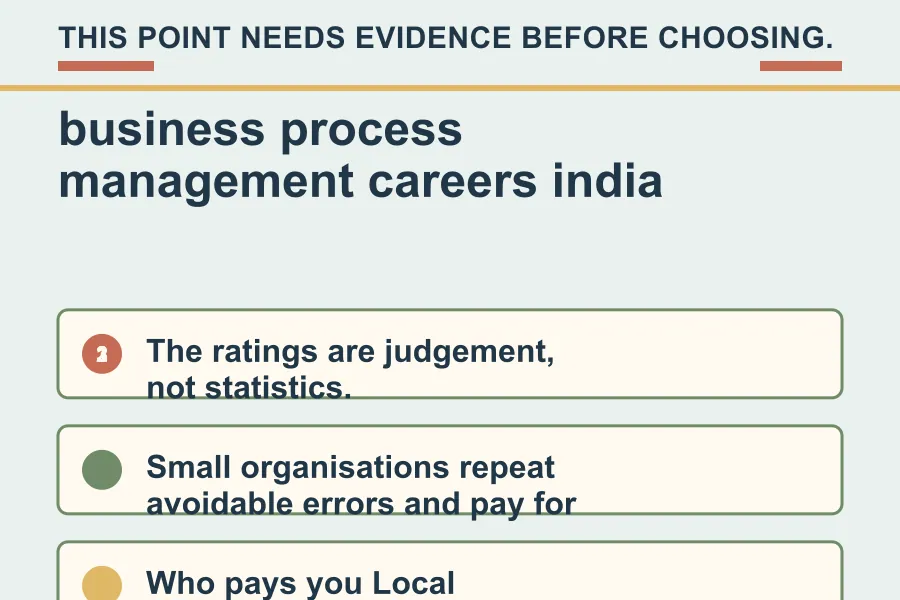 THIS POINT NEEDS EVIDENCE BEFORE CHOOSING.
business process
management careers india
The ratings are judgement,
not statistics.
Small organisations repeat
avoidable errors and pay for
Who pays you Local